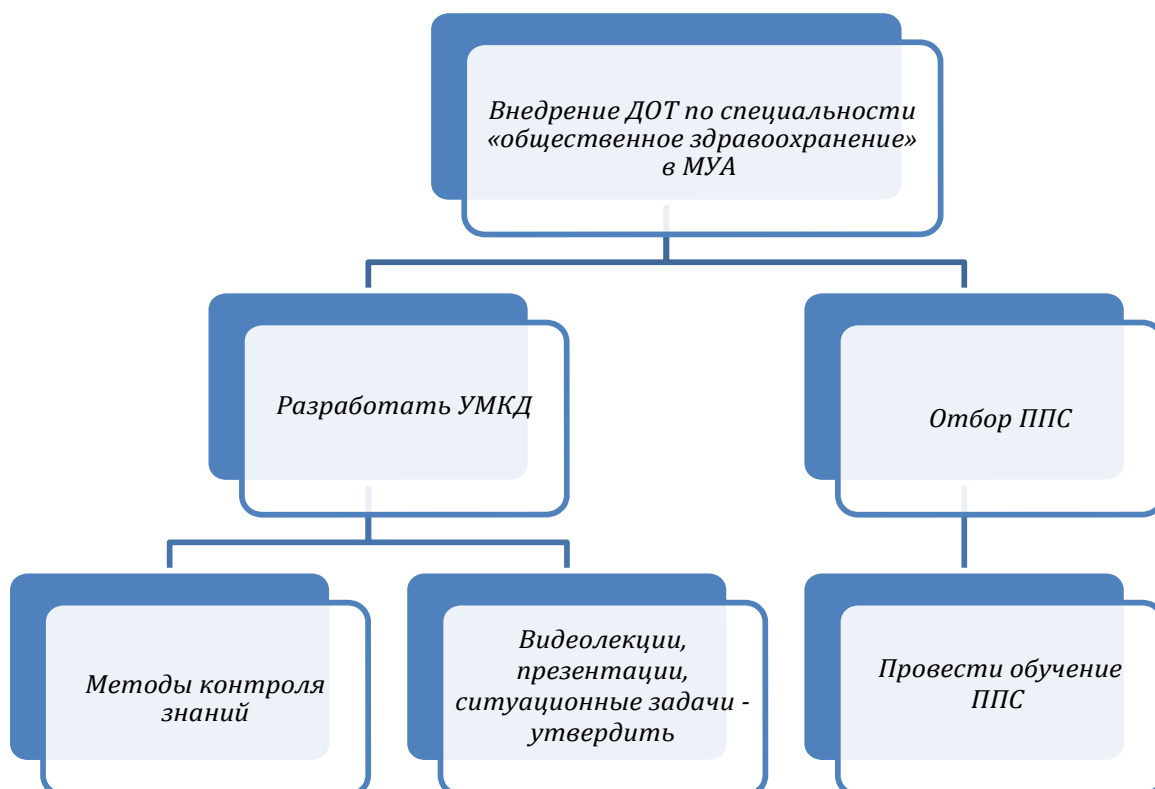 Внедрение ДОТ по специальности
«общественное здравоохранение»
в МУА
Разработать УМКД
Отбор ППС
Методы контроля
знаний
Видеолекции,
презентации,
ситуационные задачи -
утвердить
Провести обучение
ППС